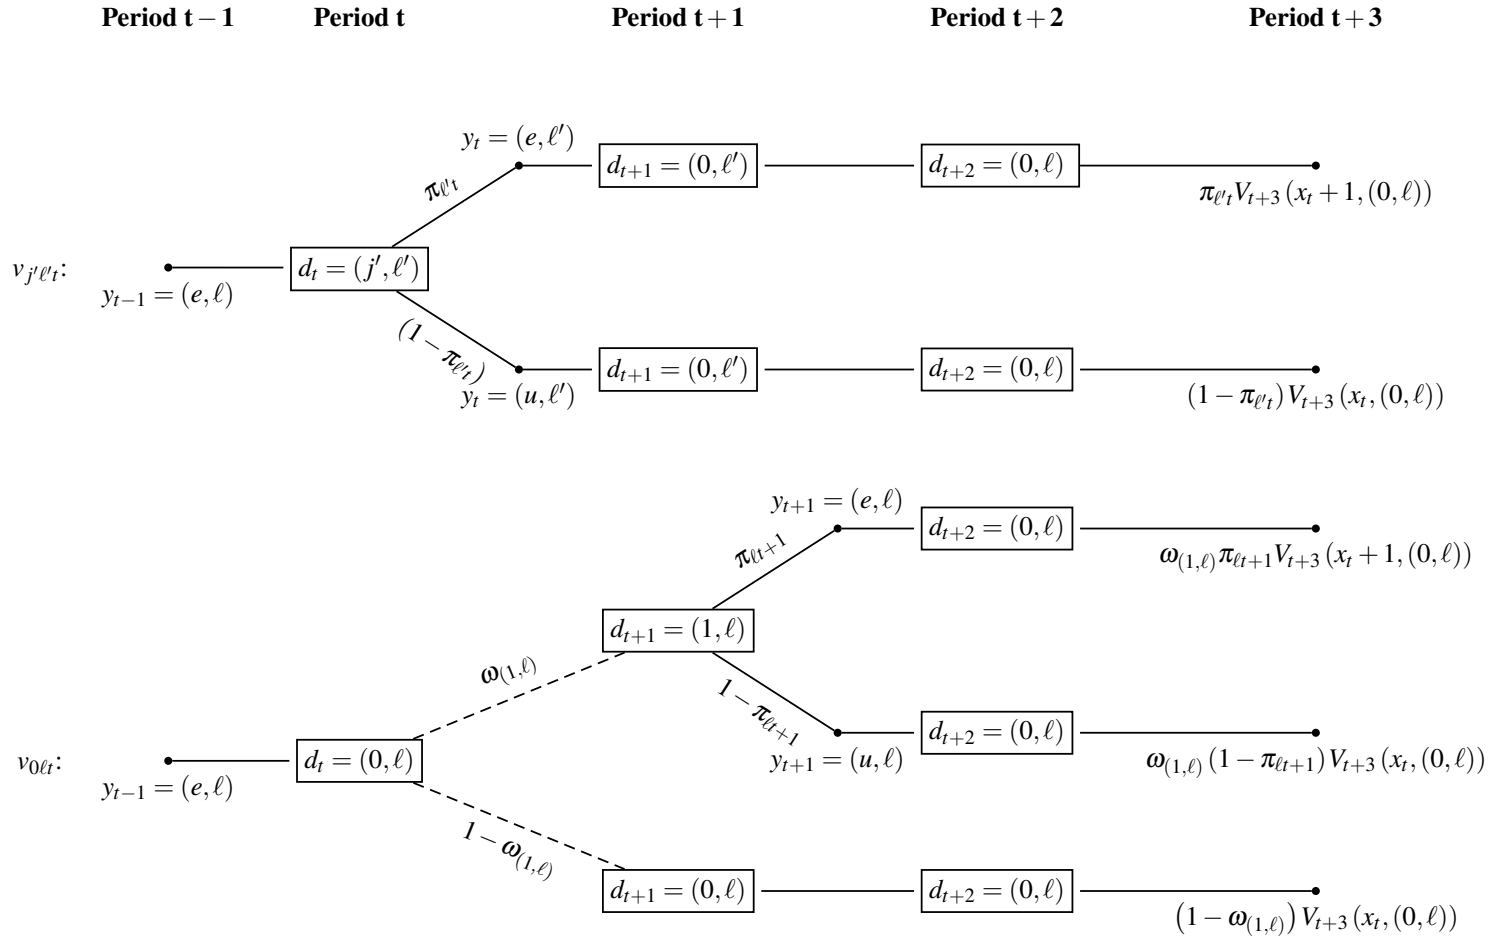 Period t − 1 Period t Period t + 1 Period t + 2 Period t + 3
y_t = (e, ℓ′)
d_{t+1} = (0, ℓ′) d_{t+2} = (0, ℓ)
π_{ℓ′t}
π_{ℓ′t}V_{t+3}(x_t + 1, (0, ℓ))
v_{j′ℓ′t}:
d_t = (j′, ℓ′)
y_{t−1} = (e, ℓ)
(1 − π_{ℓ′t})
d_{t+1} = (0, ℓ′) d_{t+2} = (0, ℓ)
y_t = (u, ℓ′)
(1 − π_{ℓ′t})V_{t+3}(x_t, (0, ℓ))
y_{t+1} = (e, ℓ)
d_{t+2} = (0, ℓ)
π_{ℓt+1}
ω_{(1,ℓ)}π_{ℓt+1}V_{t+3}(x_t + 1, (0, ℓ))
d_{t+1} = (1, ℓ)
ω_{(1,ℓ)}
1 − π_{ℓt+1}
d_{t+2} = (0, ℓ)
v_{0ℓt}:
d_t = (0, ℓ)
y_{t+1} = (u, ℓ)
ω_{(1,ℓ)}(1 − π_{ℓt+1})V_{t+3}(x_t, (0, ℓ))
y_{t−1} = (e, ℓ)
1 − ω_{(1,ℓ)}
d_{t+1} = (0, ℓ) d_{t+2} = (0, ℓ)
(1 − ω_{(1,ℓ)})V_{t+3}(x_t, (0, ℓ))